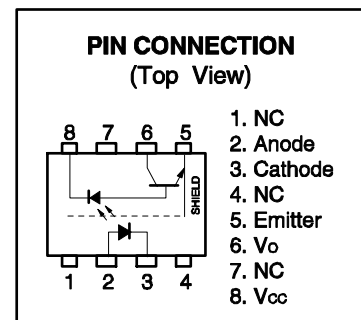 PIN CONNECTION
(Top View)
8 7 6 5
SHIELD
1 2 3 4
1. NC
2. Anode
3. Cathode
4. NC
5. Emitter
6. Vo
7. NC
8. Vcc